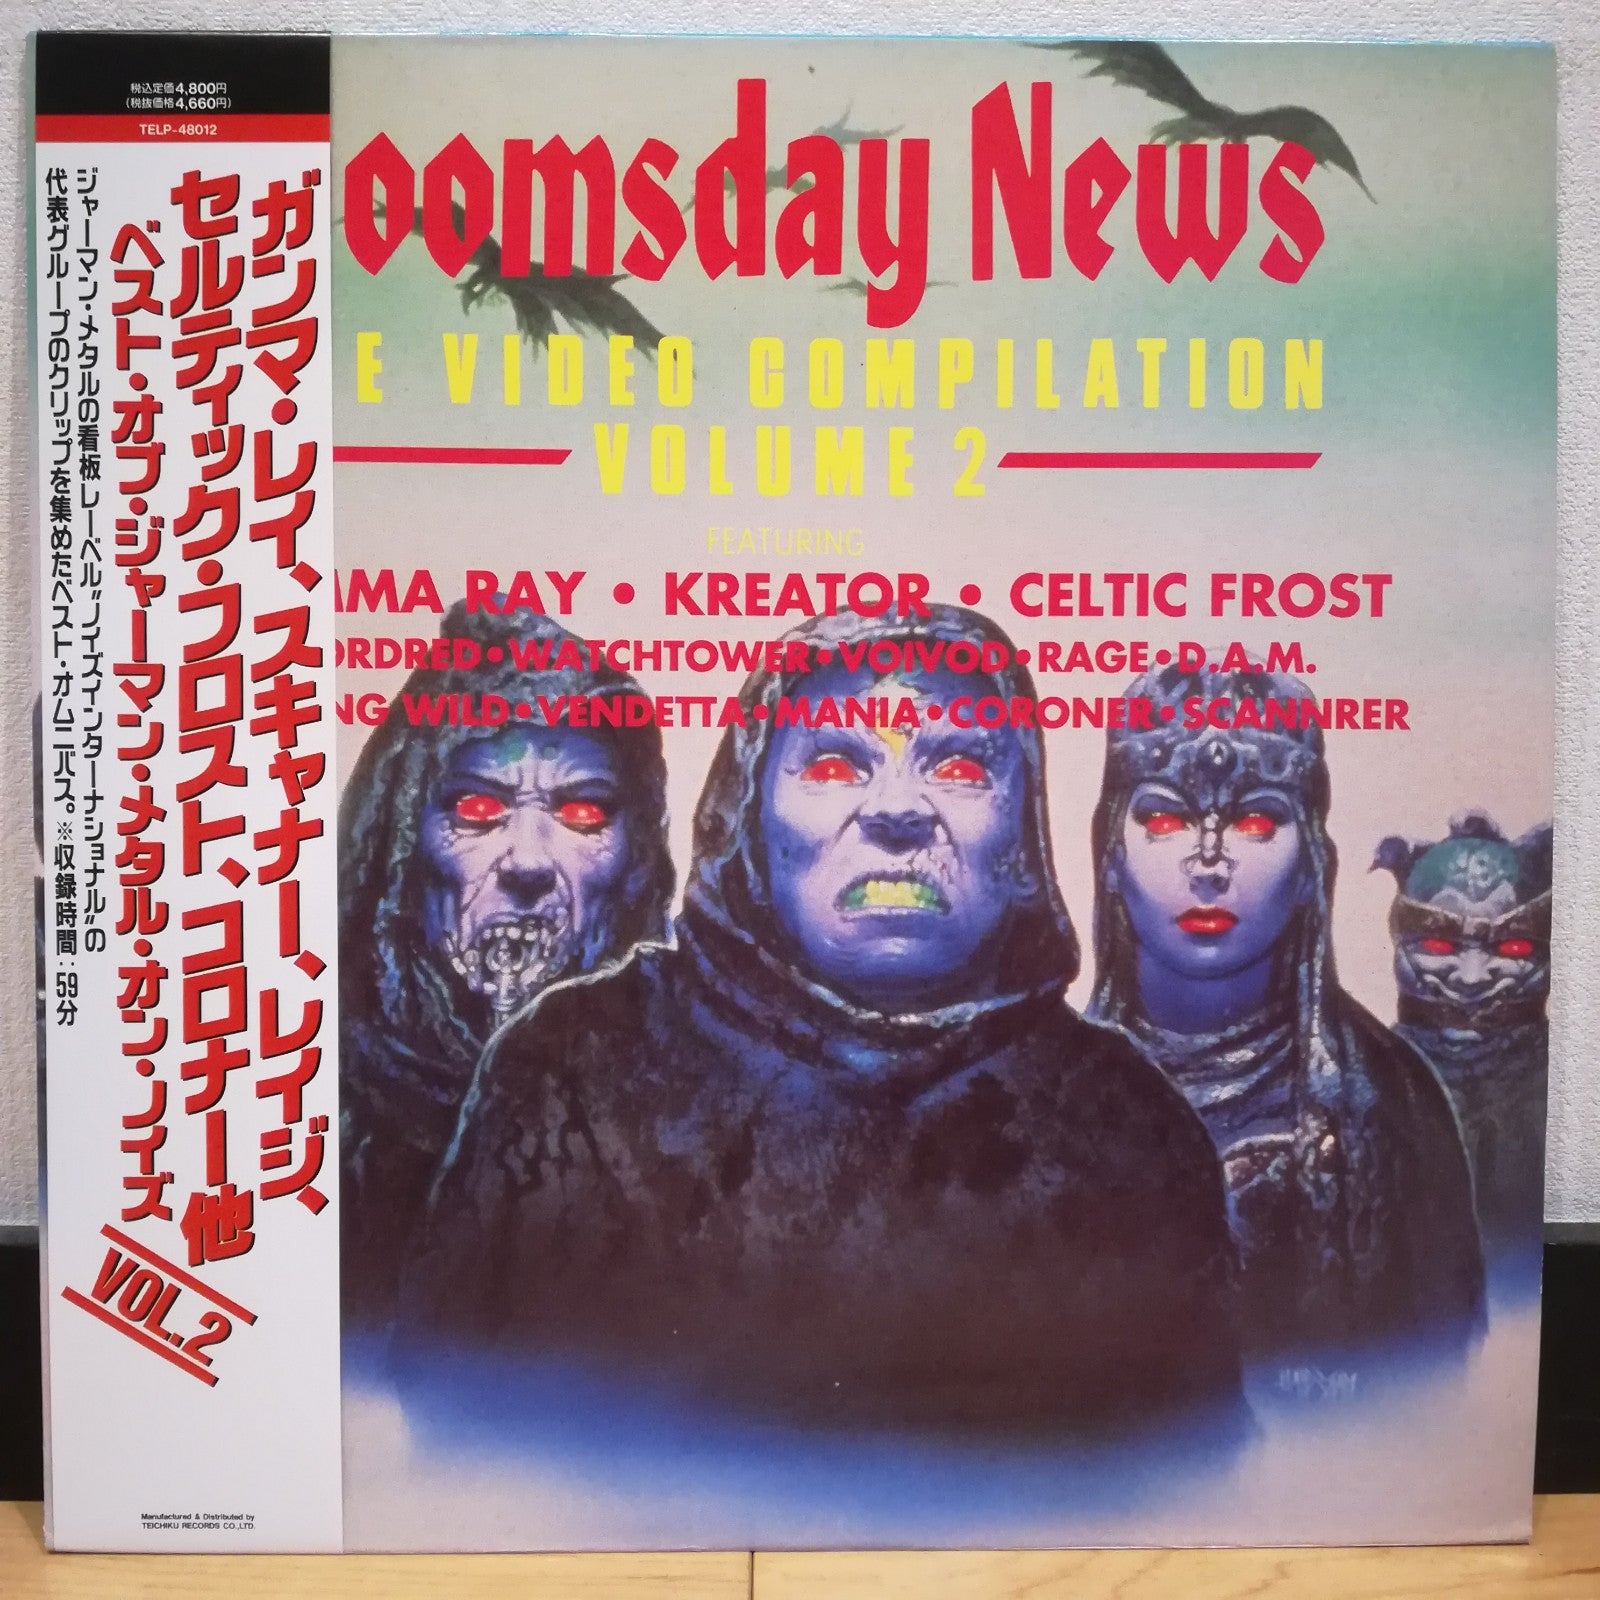 税込定価4,800円
(税抜価格4,660円)
TELP-48012
ガンマ・レイ、スキャナー、レイジ、
セルティック・フロスト、コロナー他
ベスト・オブ・ジャーマン・メタル・オン・ノイズ
VOL.2
ジャーマン・メタルの看板レーベル"ノイズインターナショナル"の
代表グループのクリップを集めたベスト・オムニバス。※収録時間:59分
Manufactured & Distributed by
TEICHIKU RECORDS CO.,LTD.
oomsday News
E VIDEO COMPILATION
VOLUME 2
FEATURING
MMA RAY • KREATOR • CELTIC FROST
ORDRED • WATCHTOWER • VOIVOD • RAGE • D.A.M.
NG WILD • VENDETTA • MANIA • CORONER • SCANNRER